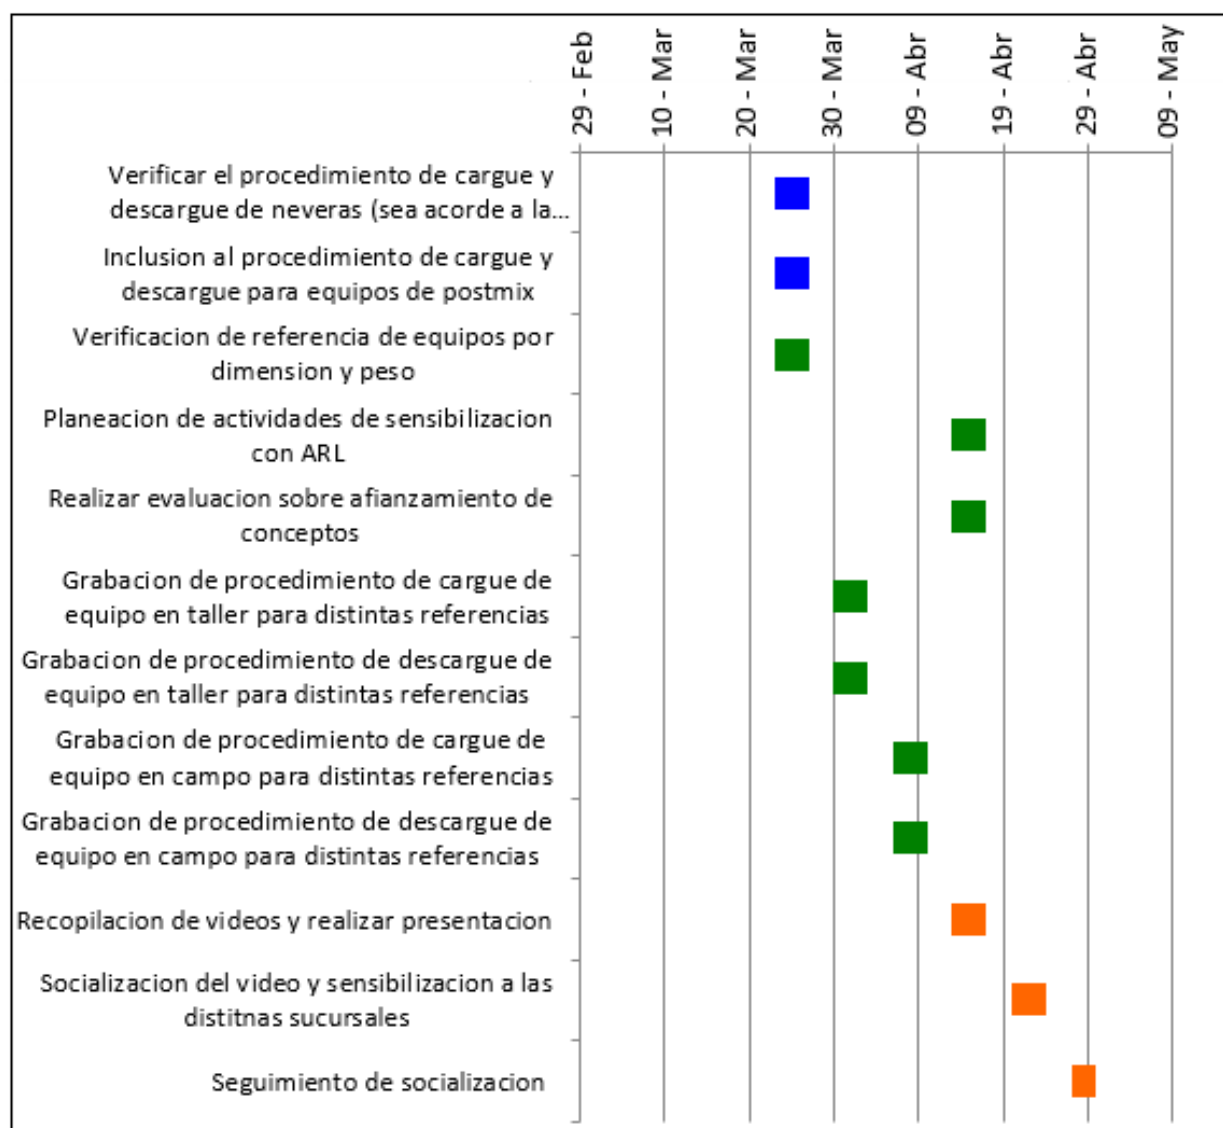 29 - Feb
10 - Mar
20 - Mar
30 - Mar
09 - Abr
19 - Abr
29 - Abr
09 - May
Verificar el procedimiento de cargue y
descargue de neveras (sea acorde a la...
Inclusion al procedimiento de cargue y
descargue para equipos de postmix
Verificacion de referencia de equipos por
dimension y peso
Planeacion de actividades de sensibilizacion
con ARL
Realizar evaluacion sobre afianzamiento de
conceptos
Grabacion de procedimiento de cargue de
equipo en taller para distintas referencias
Grabacion de procedimiento de descargue de
equipo en taller para distintas referencias
Grabacion de procedimiento de cargue de
equipo en campo para distintas referencias
Grabacion de procedimiento de descargue de
equipo en campo para distintas referencias
Recopilacion de videos y realizar presentacion
Socializacion del video y sensibilizacion a las
distitnas sucursales
Seguimiento de socializacion